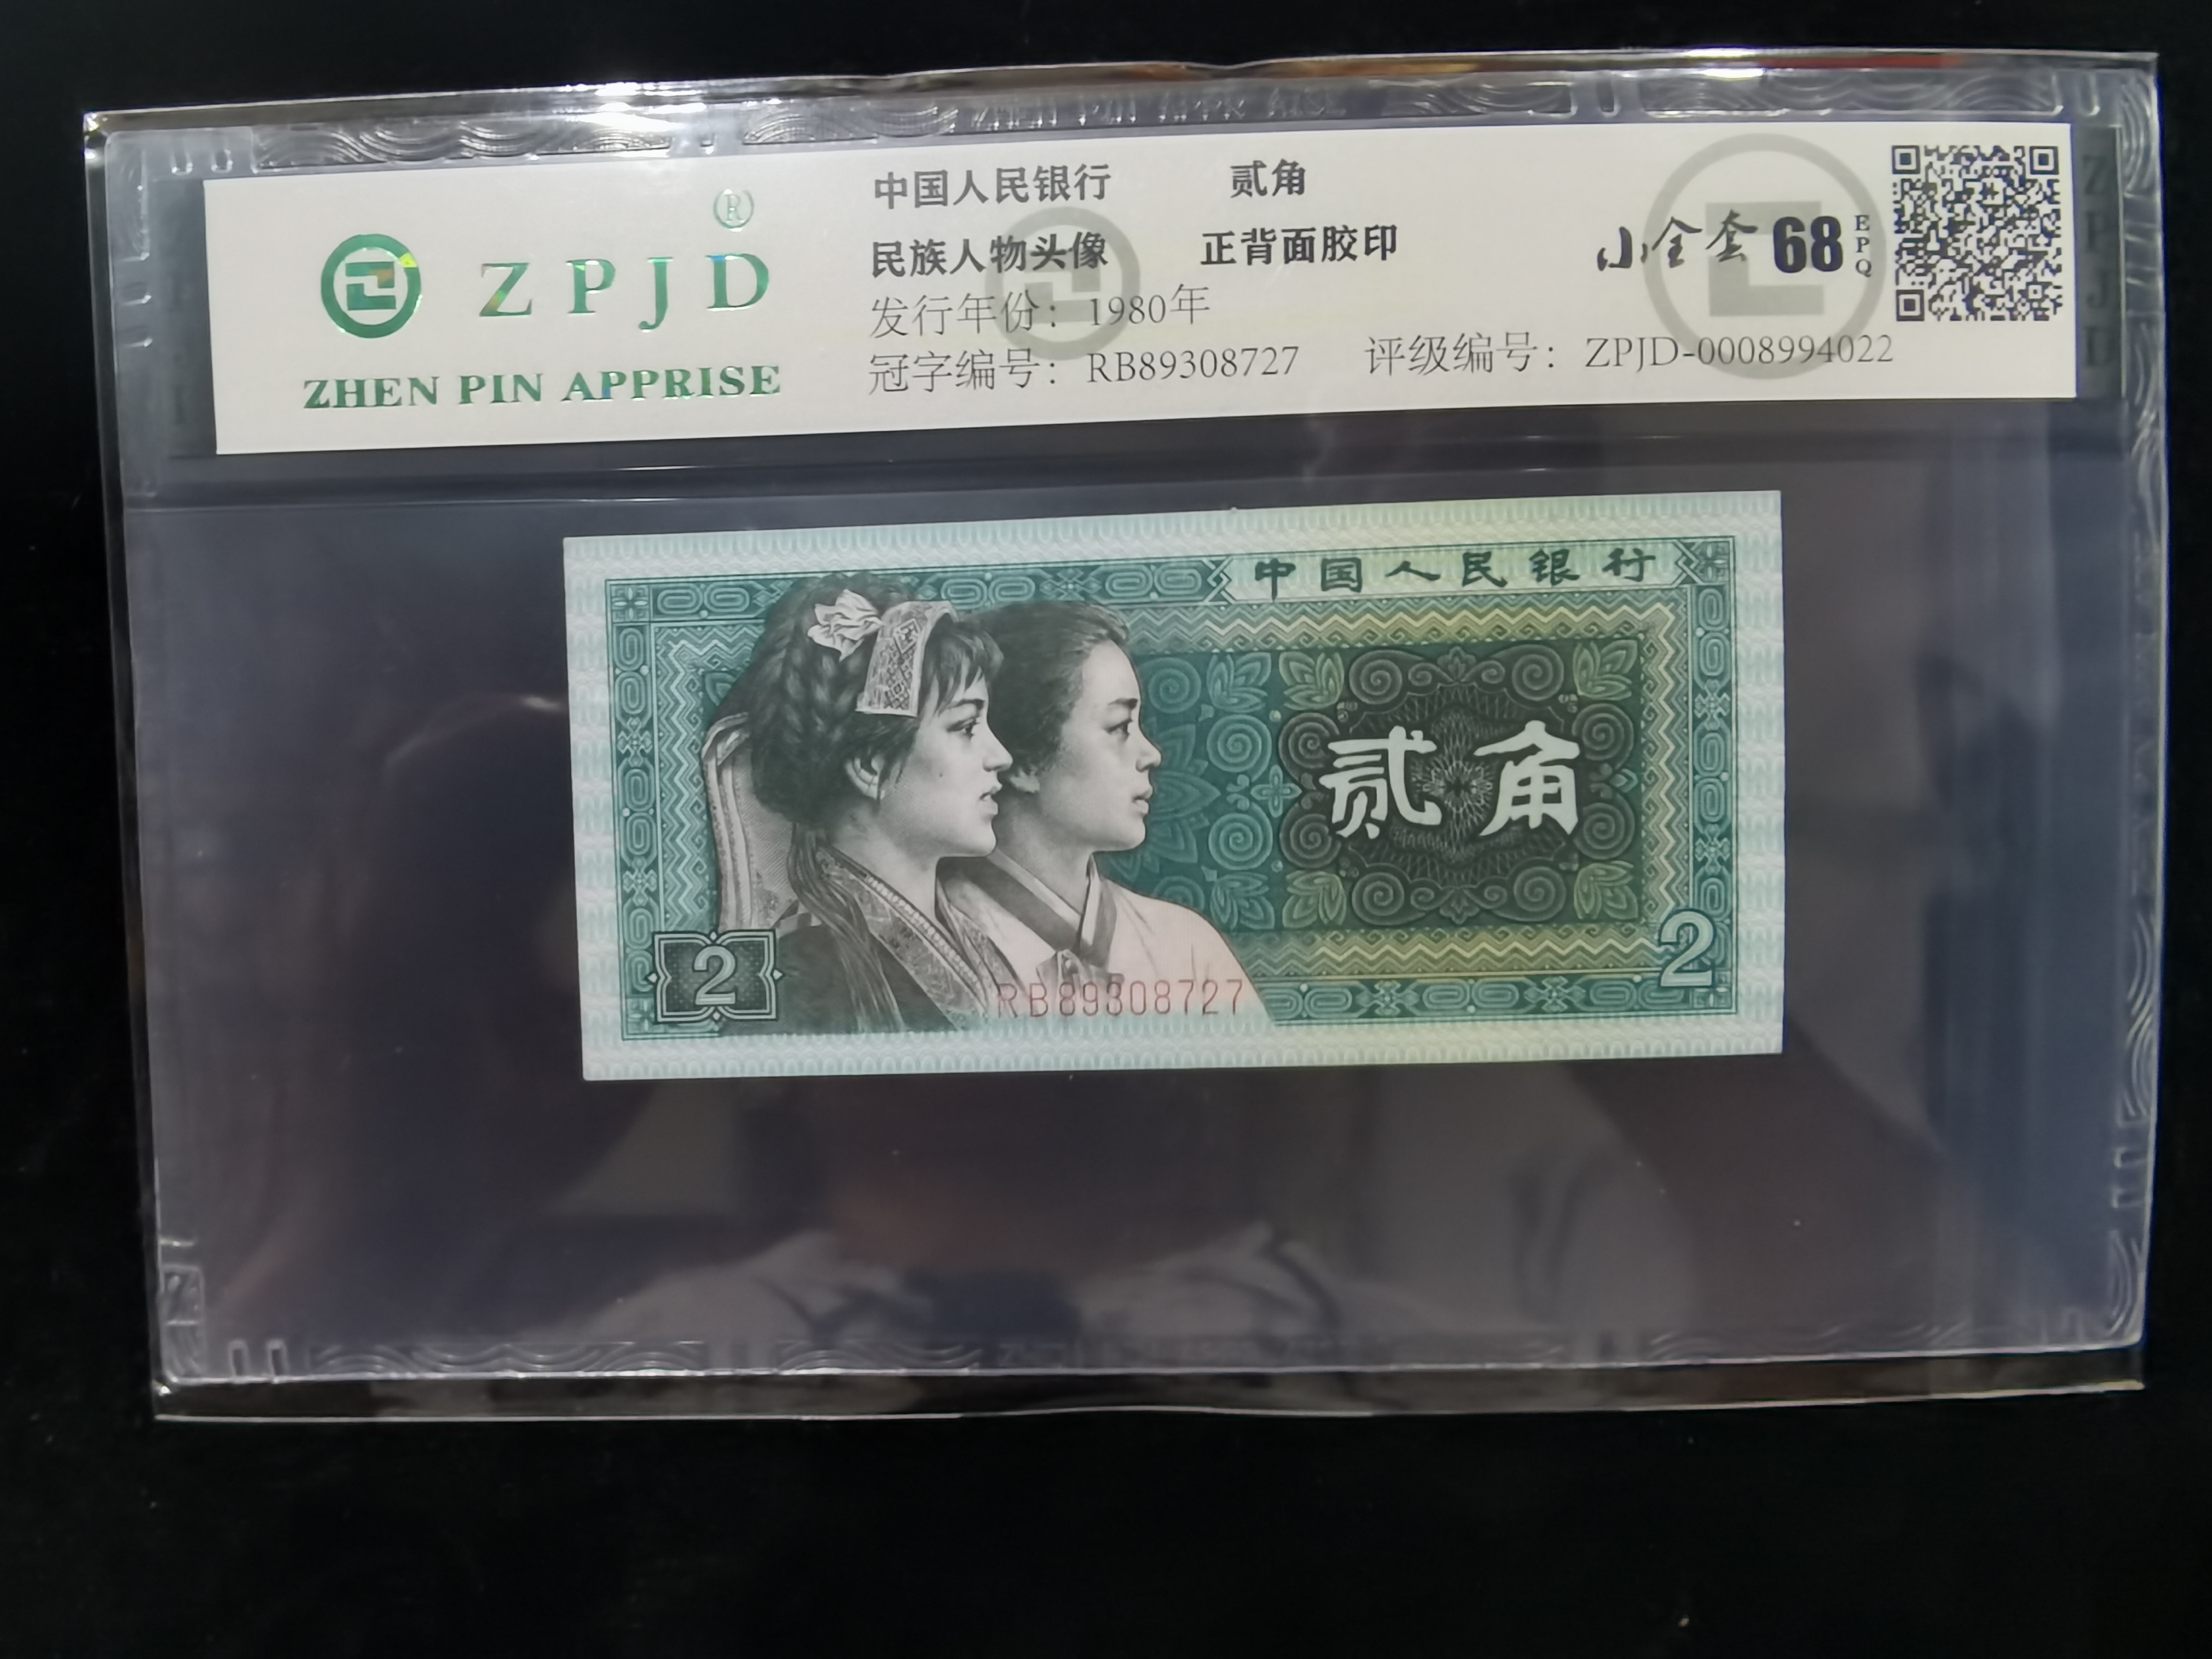 ZHEN PIN
®
ZPJD
ZHEN PIN APPRISE
中国人民银行 贰角
民族人物头像 正背面胶印
发行年份：1980年
冠字编号：RB89308727 评级编号：ZPJD-0008994022
小全套 68 EPQ
ZPJD
中国人民银行
贰角
2
RB89308727
2